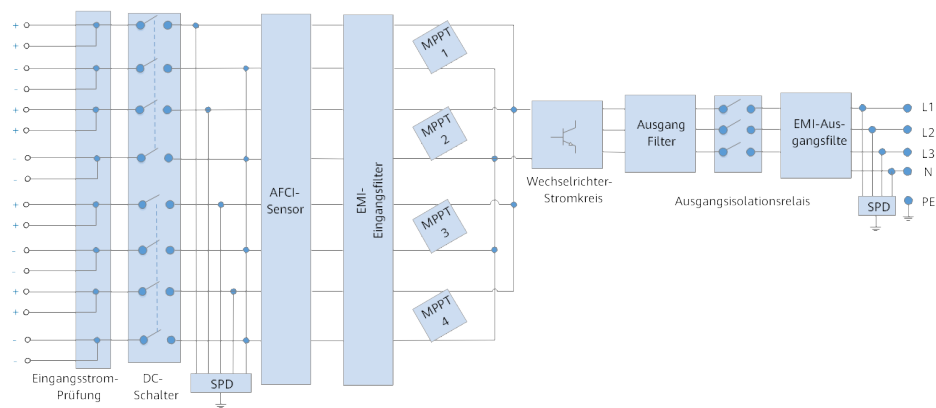 +
+
-
-
+
+
-
-
+
+
-
-
+
+
-
-
Eingangsstrom-
Prüfung
DC-
Schalter
SPD
AFCI-
Sensor
EMI-
Eingangsfilter
MPPT
1
MPPT
2
MPPT
3
MPPT
4
Wechselrichter-
Stromkreis
Ausgang
Filter
Ausgangsisolationsrelais
EMI-Aus-
gangsfilte
SPD
L1
L2
L3
N
PE